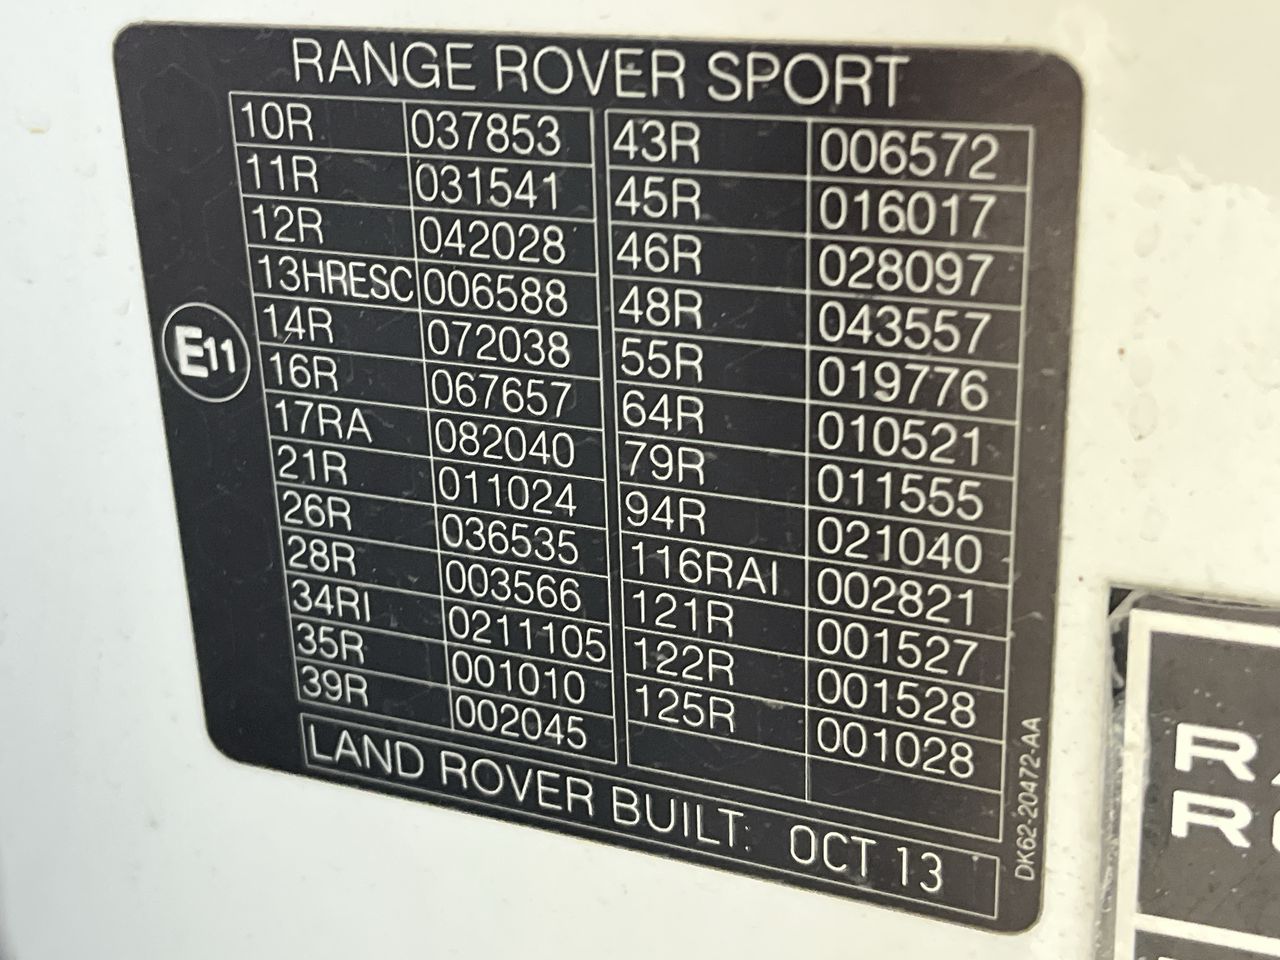 RANGE ROVER SPORT
10R 037853
11R 031541
12R 042028
13HRESC 006588
14R 072038
16R 067657
17RA 082040
21R 011024
26R 036535
28R 003566
34RI 0211105
35R 001010
39R 002045
43R 006572
45R 016017
46R 028097
48R 043557
55R 019776
64R 010521
79R 011555
94R 021040
116RAI 002821
121R 001527
122R 001528
125R 001028
E11
LAND ROVER BUILT: OCT 13
DK62-20472-AA